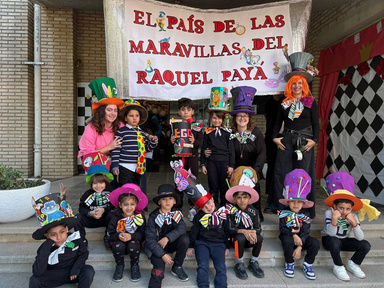 EL PAÍS DE LAS
MARAVILLAS DEL
RAQUEL PAYÁ